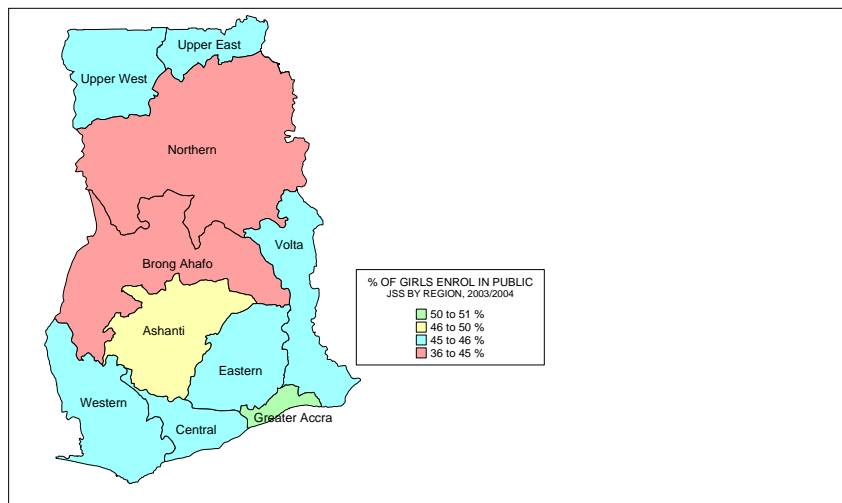 Upper East
Upper West
Northern
Volta
Brong Ahafo
% OF GIRLS ENROL IN PUBLIC
JSS BY REGION, 2003/2004
50 to 51 %
46 to 50 %
45 to 46 %
36 to 45 %
Ashanti
Eastern
Western
Greater Accra
Central